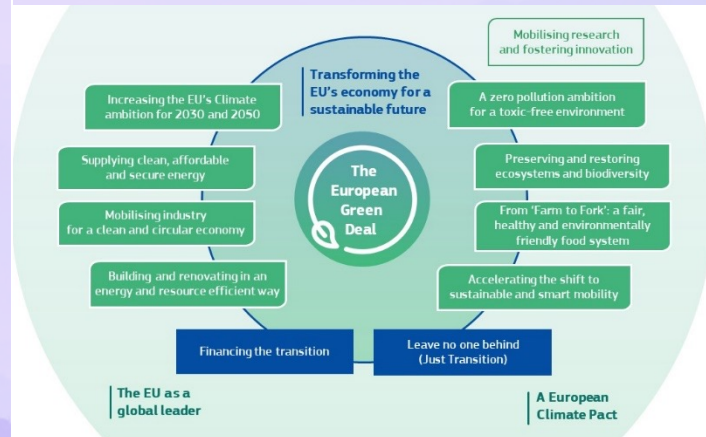 Mobilising research
and fostering innovation
Transforming the
EU's economy for a
sustainable future
Increasing the EU's Climate
ambition for 2030 and 2050
A zero pollution ambition
for a toxic-free environment
Supplying clean, affordable
and secure energy
The
European
Green
Deal
Preserving and restoring
ecosystems and biodiversity
Mobilising industry
for a clean and circular economy
From 'Farm to Fork': a fair,
healthy and environmentally
friendly food system
Building and renovating in an
energy and resource efficient way
Accelerating the shift to
sustainable and smart mobility
Financing the transition
Leave no one behind
(Just Transition)
The EU as a
global leader
A European
Climate Pact